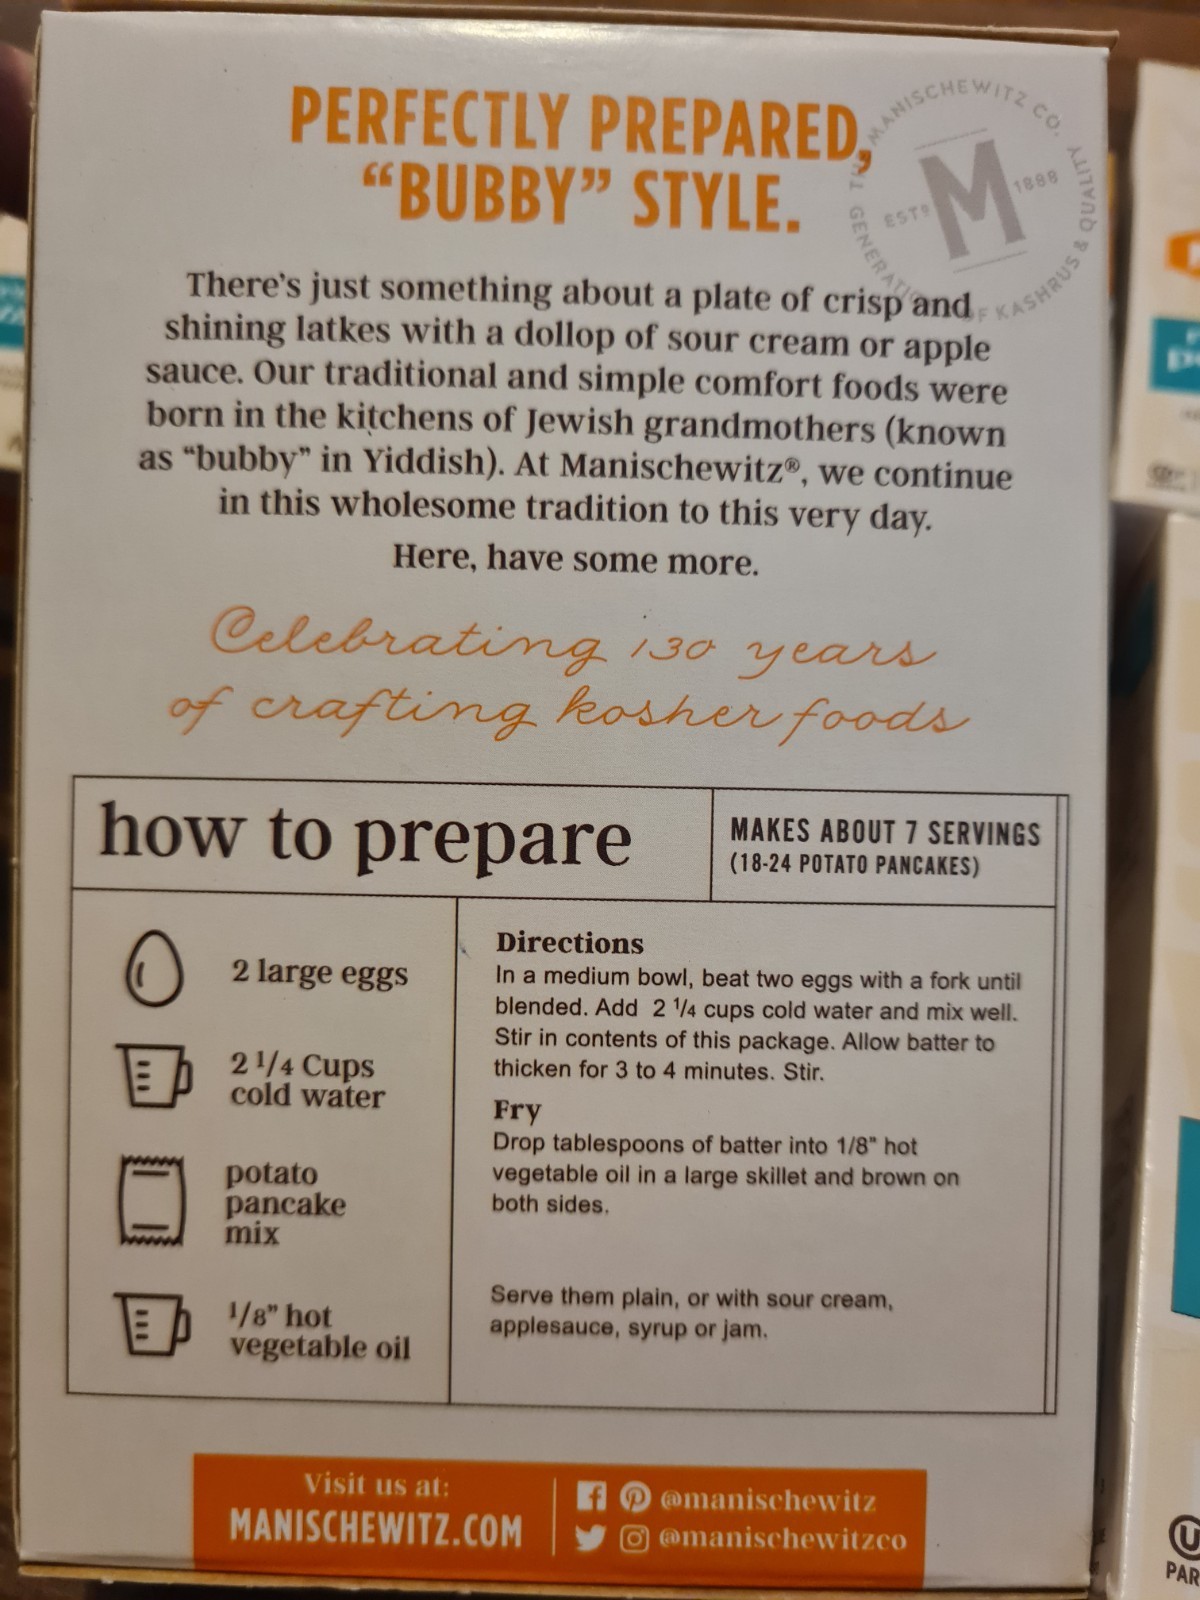 PERFECTLY PREPARED,
“BUBBY” STYLE.
THE MANISCHEWITZ CO.
ESTD M 1888
GENERATIONS OF KASHRUS & QUALITY
There’s just something about a plate of crisp and
shining latkes with a dollop of sour cream or apple
sauce. Our traditional and simple comfort foods were
born in the kitchens of Jewish grandmothers (known
as “bubby” in Yiddish). At Manischewitz®, we continue
in this wholesome tradition to this very day.
Here, have some more.
Celebrating 130 years
of crafting kosher foods
how to prepare
MAKES ABOUT 7 SERVINGS
(18-24 POTATO PANCAKES)
2 large eggs
2 1/4 Cups
cold water
potato
pancake
mix
1/8” hot
vegetable oil
Directions
In a medium bowl, beat two eggs with a fork until
blended. Add 2 1/4 cups cold water and mix well.
Stir in contents of this package. Allow batter to
thicken for 3 to 4 minutes. Stir.
Fry
Drop tablespoons of batter into 1/8" hot
vegetable oil in a large skillet and brown on
both sides.
Serve them plain, or with sour cream,
applesauce, syrup or jam.
Visit us at:
MANISCHEWITZ.COM
@manischewitz
@manischewitzco
U
PAR